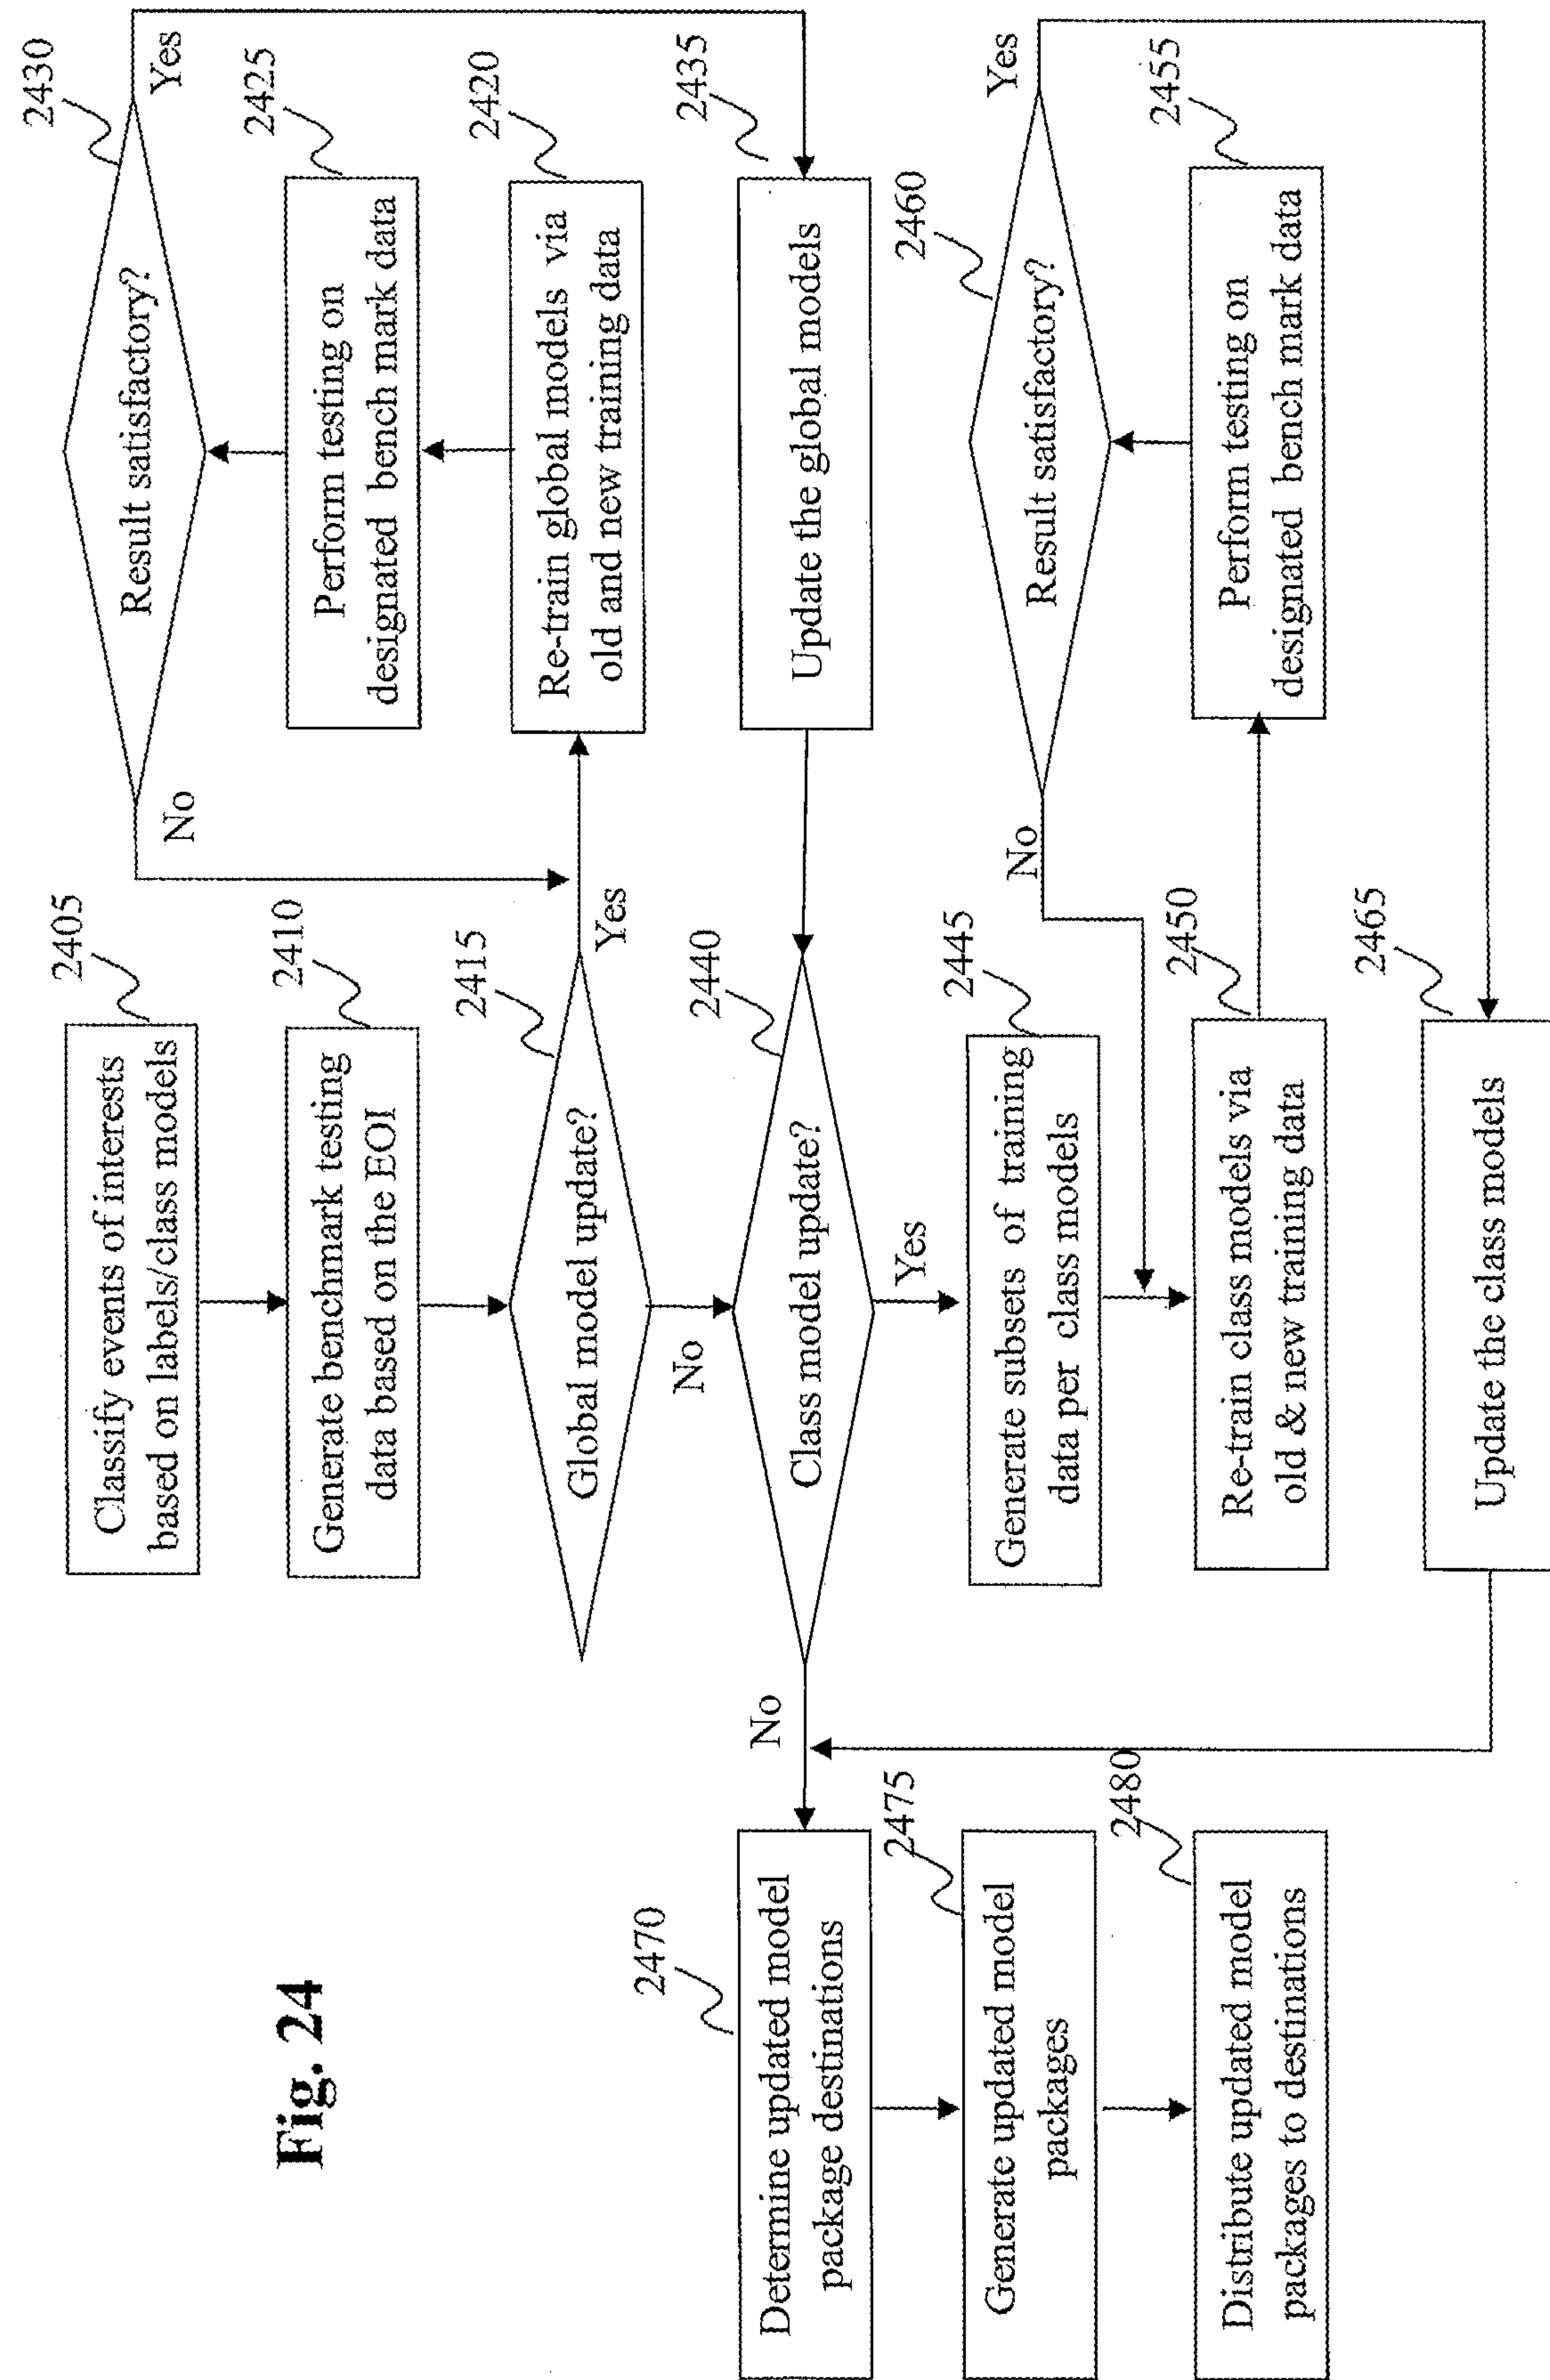 2405
Classify events of interests
based on labels/class models
2410
Generate benchmark testing
data based on the EOI
2415
Global model update?
Yes
No
2430
Result satisfactory?
Yes
No
2425
Perform testing on
designated bench mark data
2420
Re-train global models via
old and new training data
2435
Update the global models
2440
Class model update?
No
Yes
2445
Generate subsets of training
data per class models
2450
Re-train class models via
old & new training data
2460
Result satisfactory?
Yes
No
2455
Perform testing on
designated bench mark data
2465
Update the class models
2470
Determine updated model
package destinations
2475
Generate updated model
packages
2480
Distribute updated model
packages to destinations
Fig. 24